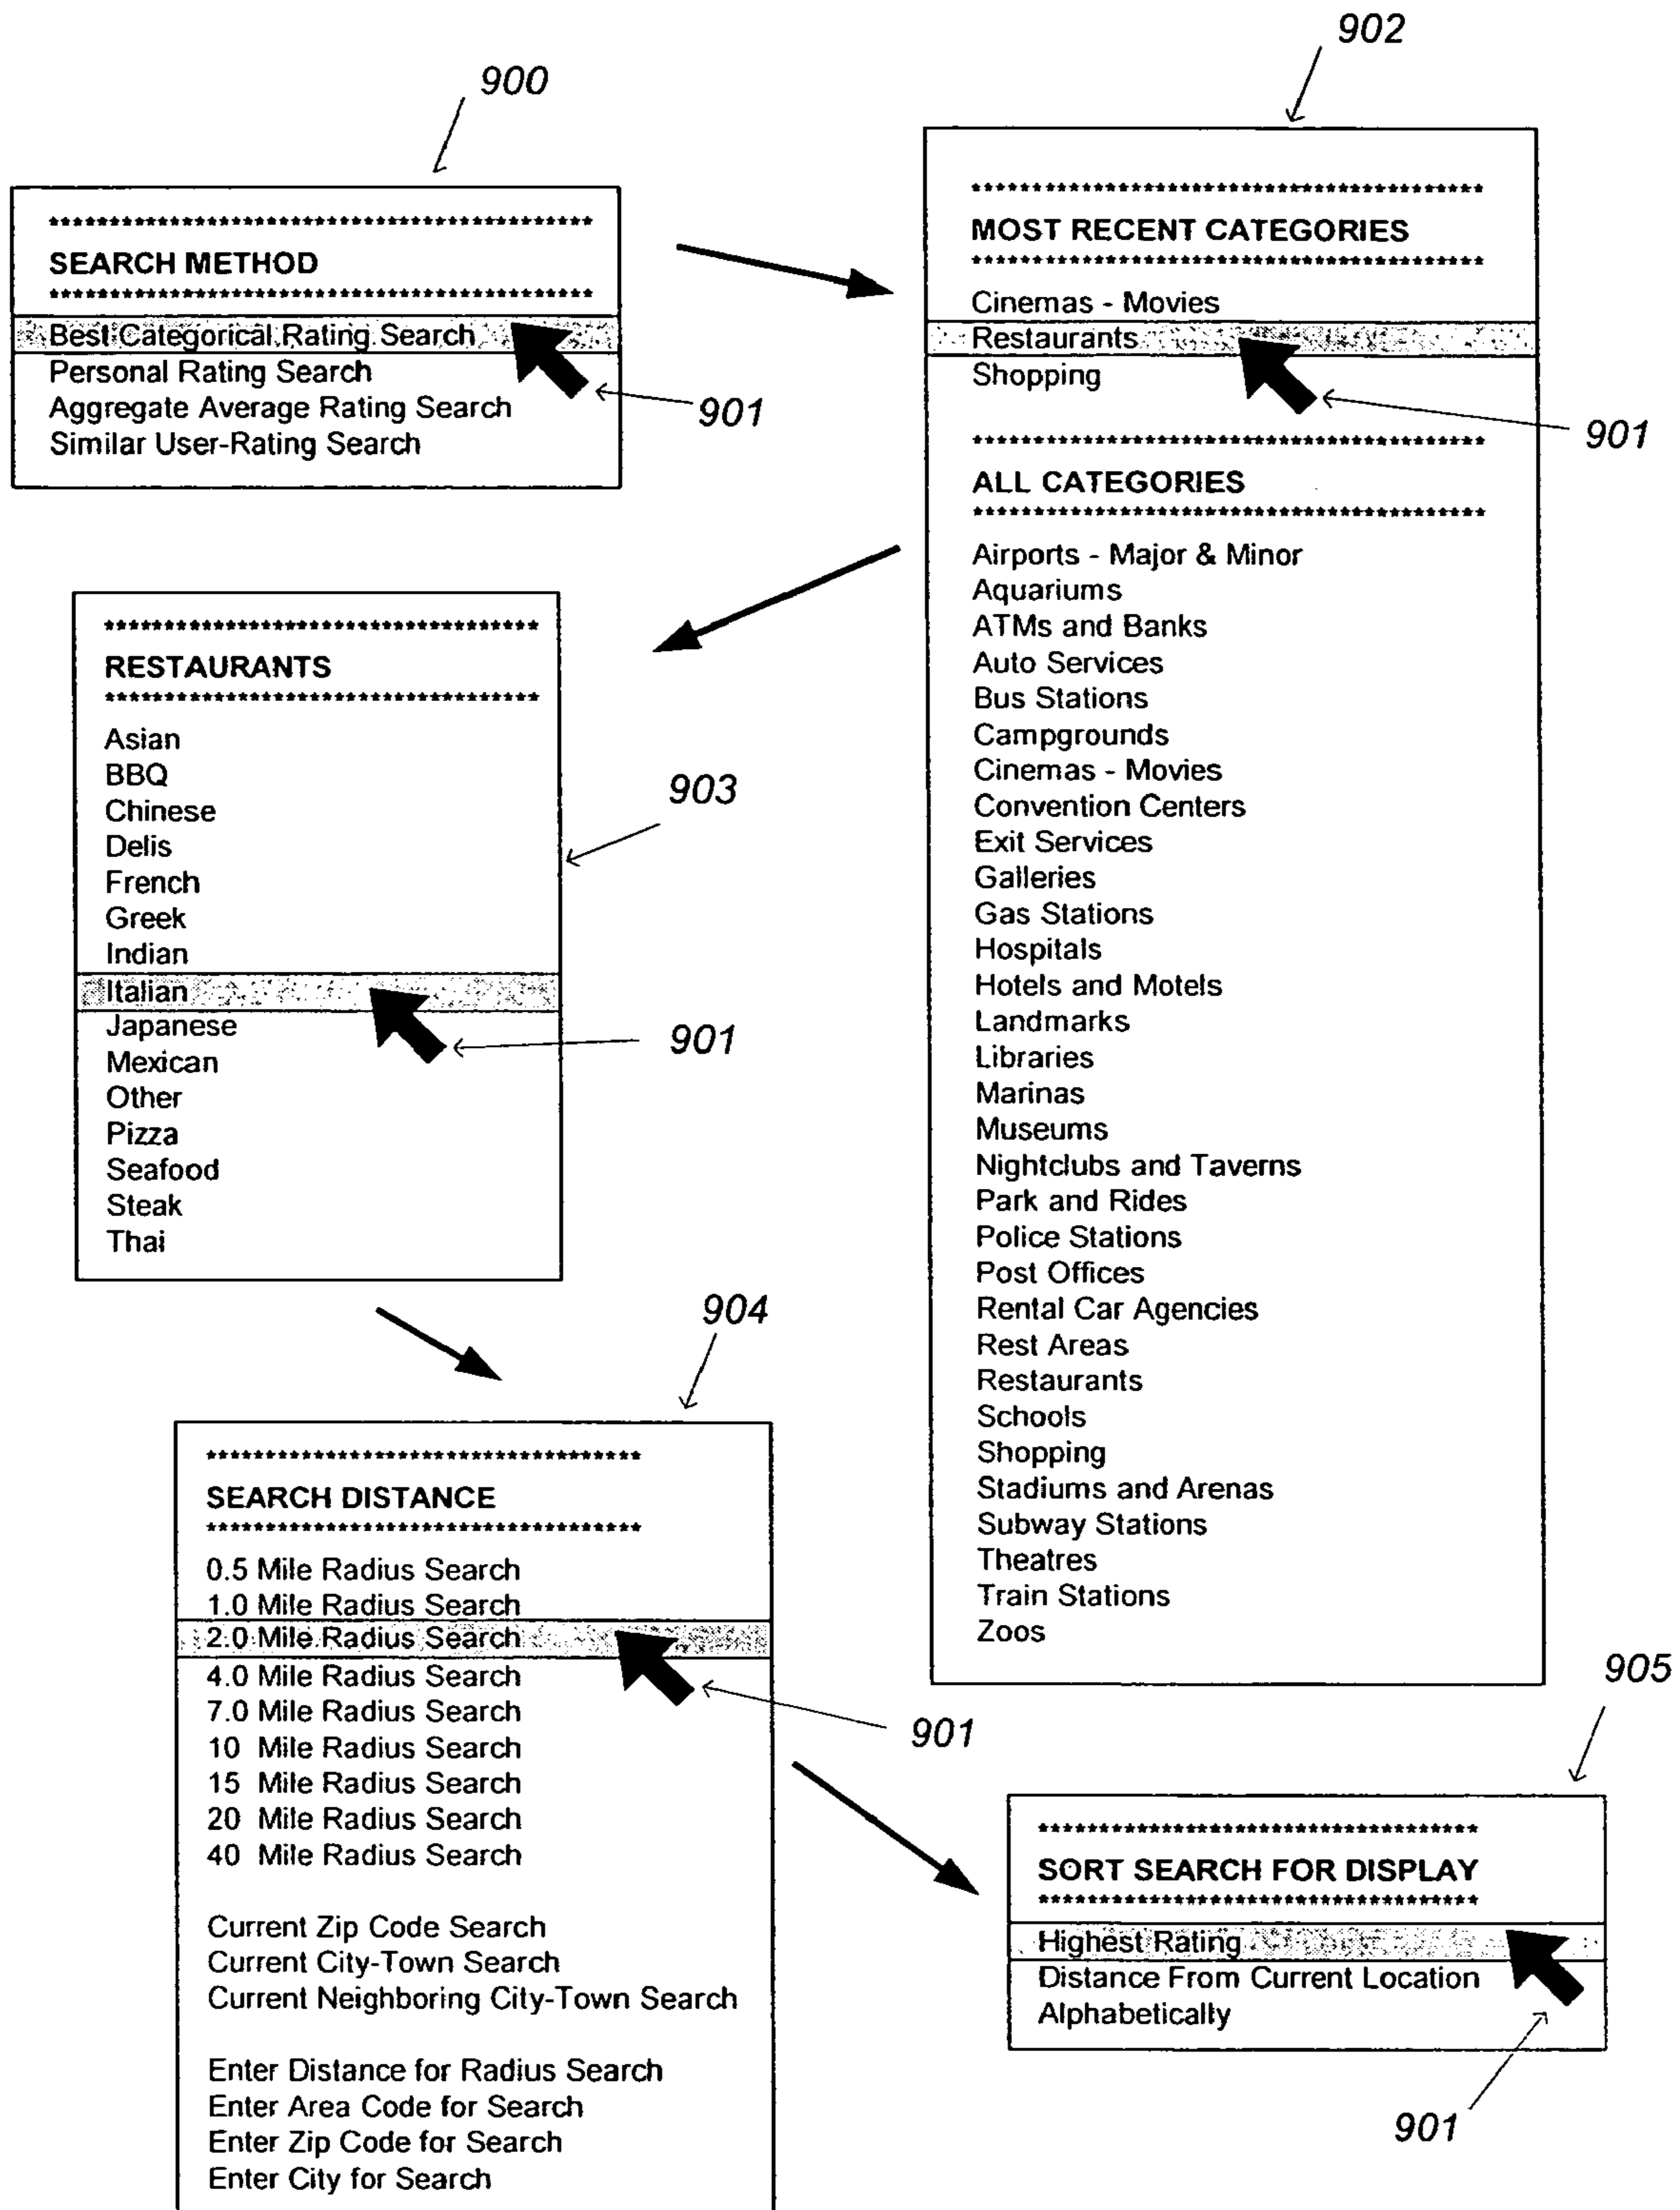 900
****************************************
SEARCH METHOD
****************************************
Best Categorical Rating Search
Personal Rating Search
Aggregate Average Rating Search
Similar User-Rating Search
901
902
****************************************
MOST RECENT CATEGORIES
****************************************
Cinemas - Movies
Restaurants
Shopping
901
****************************************
ALL CATEGORIES
****************************************
Airports - Major & Minor
Aquariums
ATMs and Banks
Auto Services
Bus Stations
Campgrounds
Cinemas - Movies
Convention Centers
Exit Services
Galleries
Gas Stations
Hospitals
Hotels and Motels
Landmarks
Libraries
Marinas
Museums
Nightclubs and Taverns
Park and Rides
Police Stations
Post Offices
Rental Car Agencies
Rest Areas
Restaurants
Schools
Shopping
Stadiums and Arenas
Subway Stations
Theatres
Train Stations
Zoos
************************************
RESTAURANTS
************************************
Asian
BBQ
Chinese
Delis
French
Greek
Indian
Italian
Japanese
Mexican
Other
Pizza
Seafood
Steak
Thai
903
901
904
************************************
SEARCH DISTANCE
************************************
0.5 Mile Radius Search
1.0 Mile Radius Search
2.0 Mile Radius Search
4.0 Mile Radius Search
7.0 Mile Radius Search
10 Mile Radius Search
15 Mile Radius Search
20 Mile Radius Search
40 Mile Radius Search
Current Zip Code Search
Current City-Town Search
Current Neighboring City-Town Search
Enter Distance for Radius Search
Enter Area Code for Search
Enter Zip Code for Search
Enter City for Search
901
905
************************************
SORT SEARCH FOR DISPLAY
************************************
Highest Rating
Distance From Current Location
Alphabetically
901